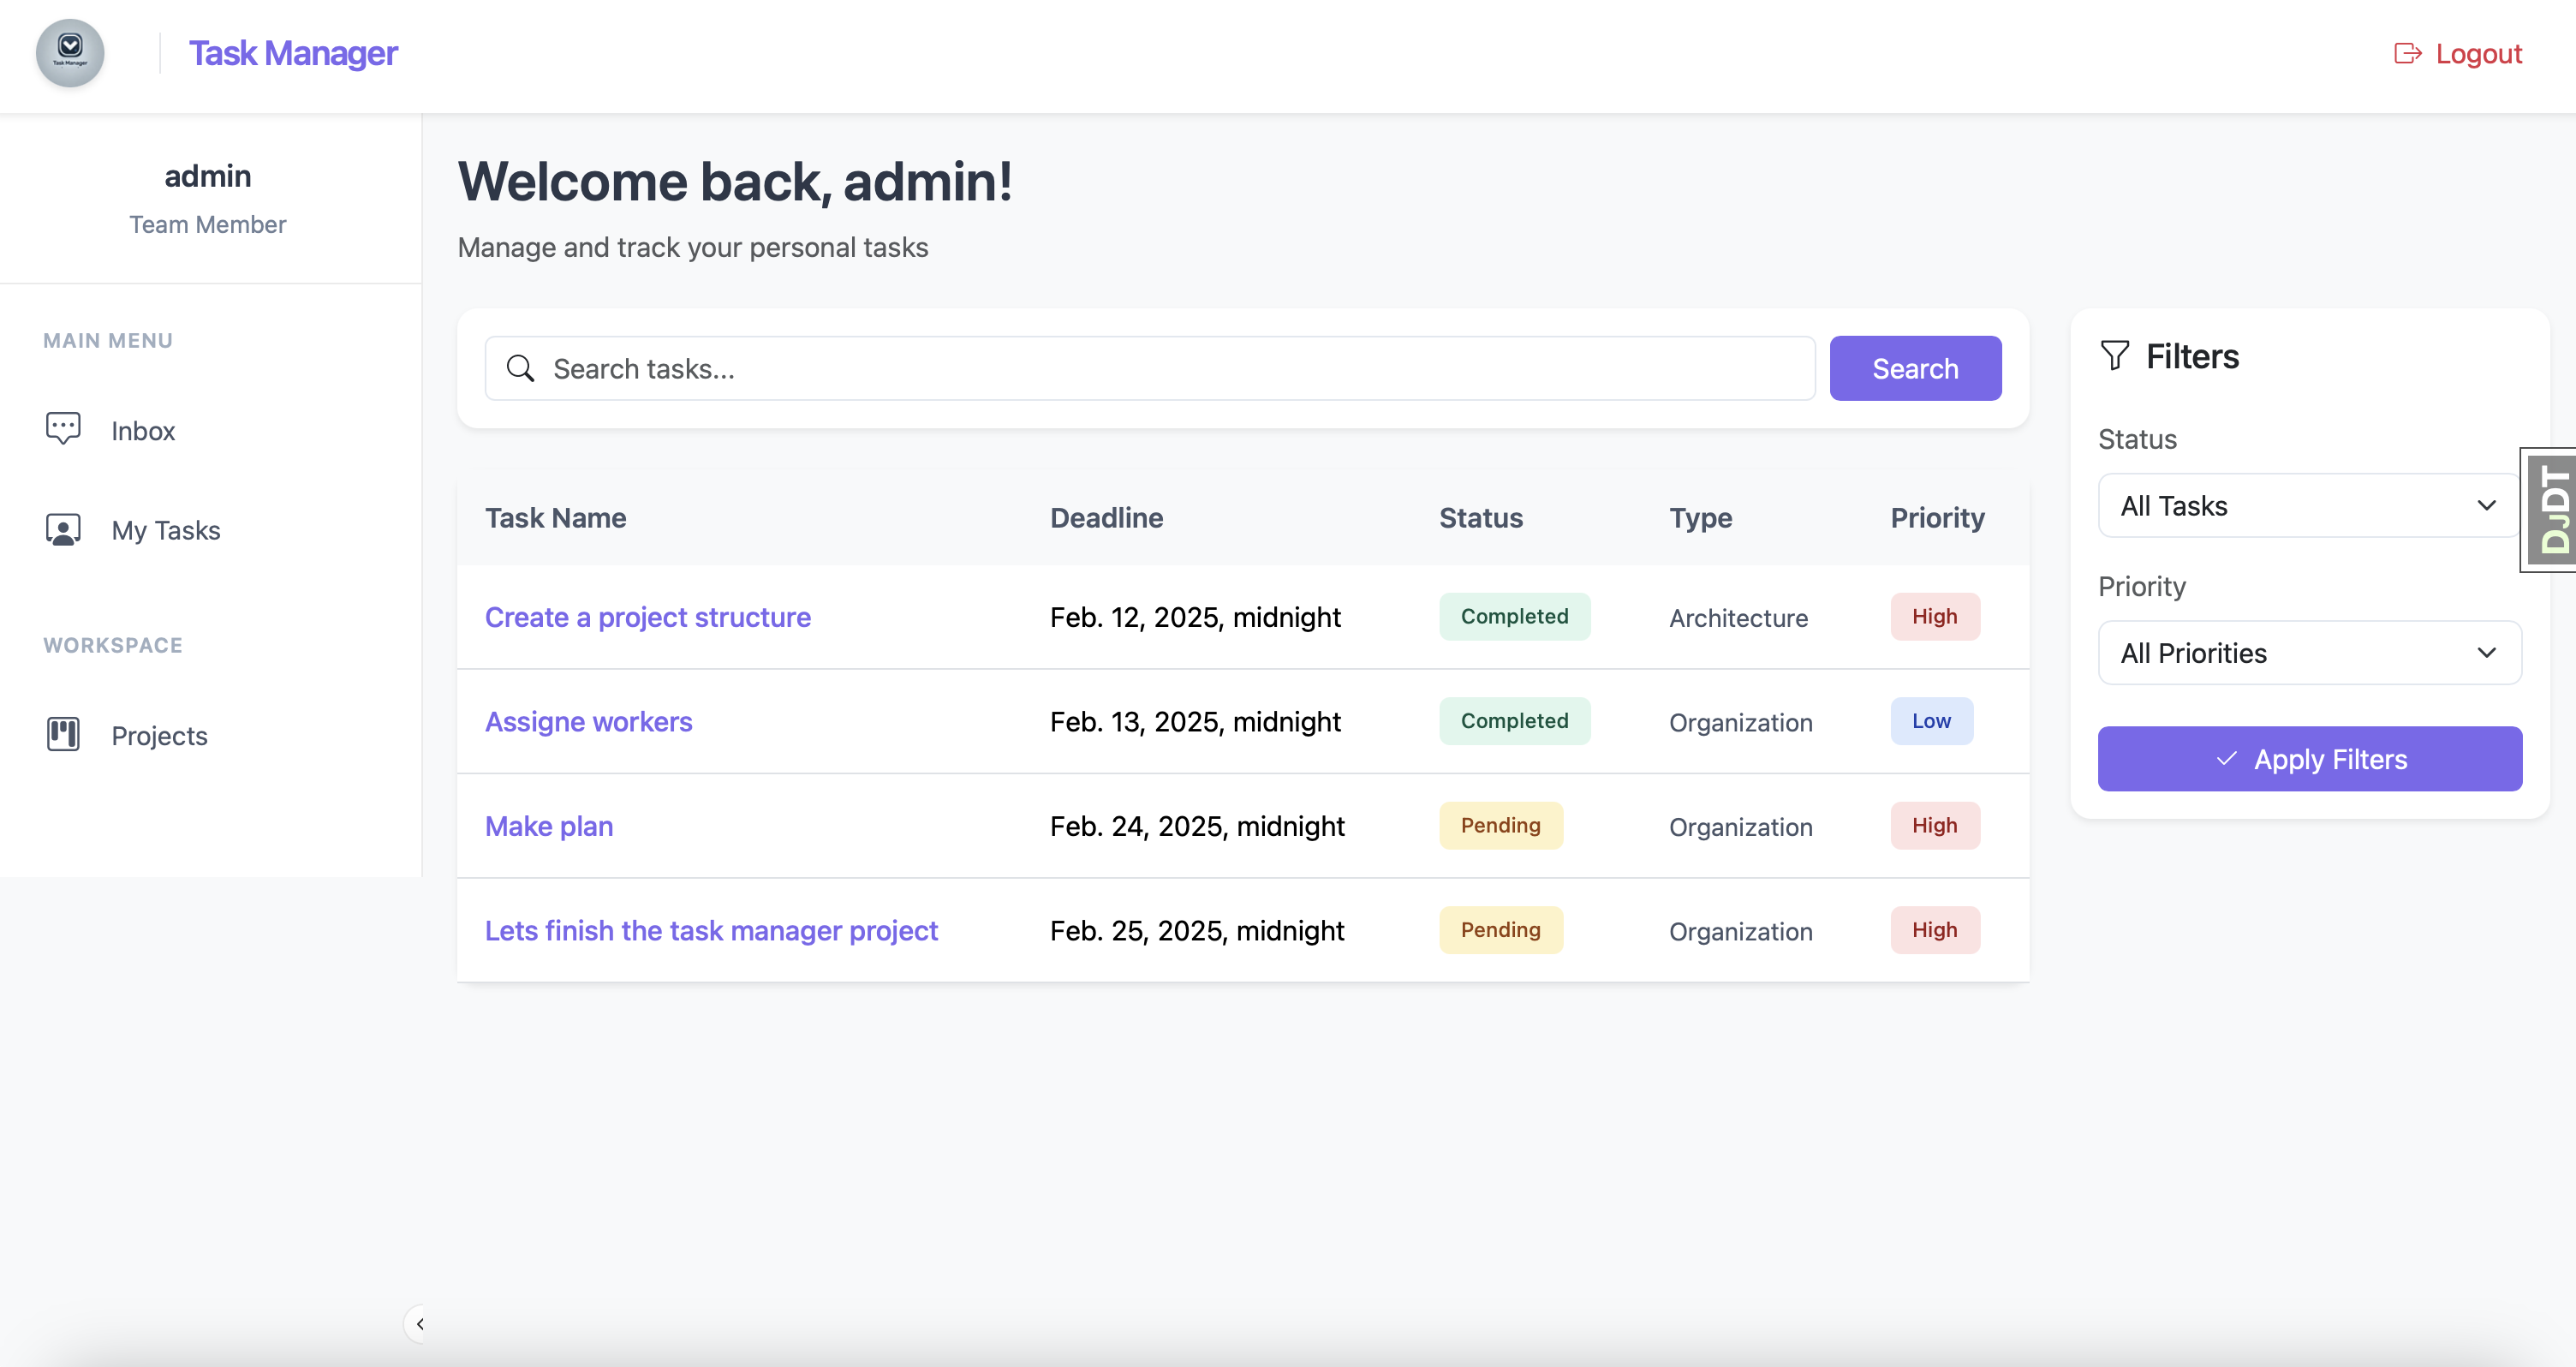 Task Manager
Task Manager
Logout
admin
Team Member
MAIN MENU
Inbox
My Tasks
WORKSPACE
Projects
Welcome back, admin!
Manage and track your personal tasks
Search tasks...
Search
Task Name Deadline Status Type Priority
Create a project structure Feb. 12, 2025, midnight Completed Architecture High
Assigne workers Feb. 13, 2025, midnight Completed Organization Low
Make plan Feb. 24, 2025, midnight Pending Organization High
Lets finish the task manager project Feb. 25, 2025, midnight Pending Organization High
Filters
Status
All Tasks
Priority
All Priorities
Apply Filters
DJDT